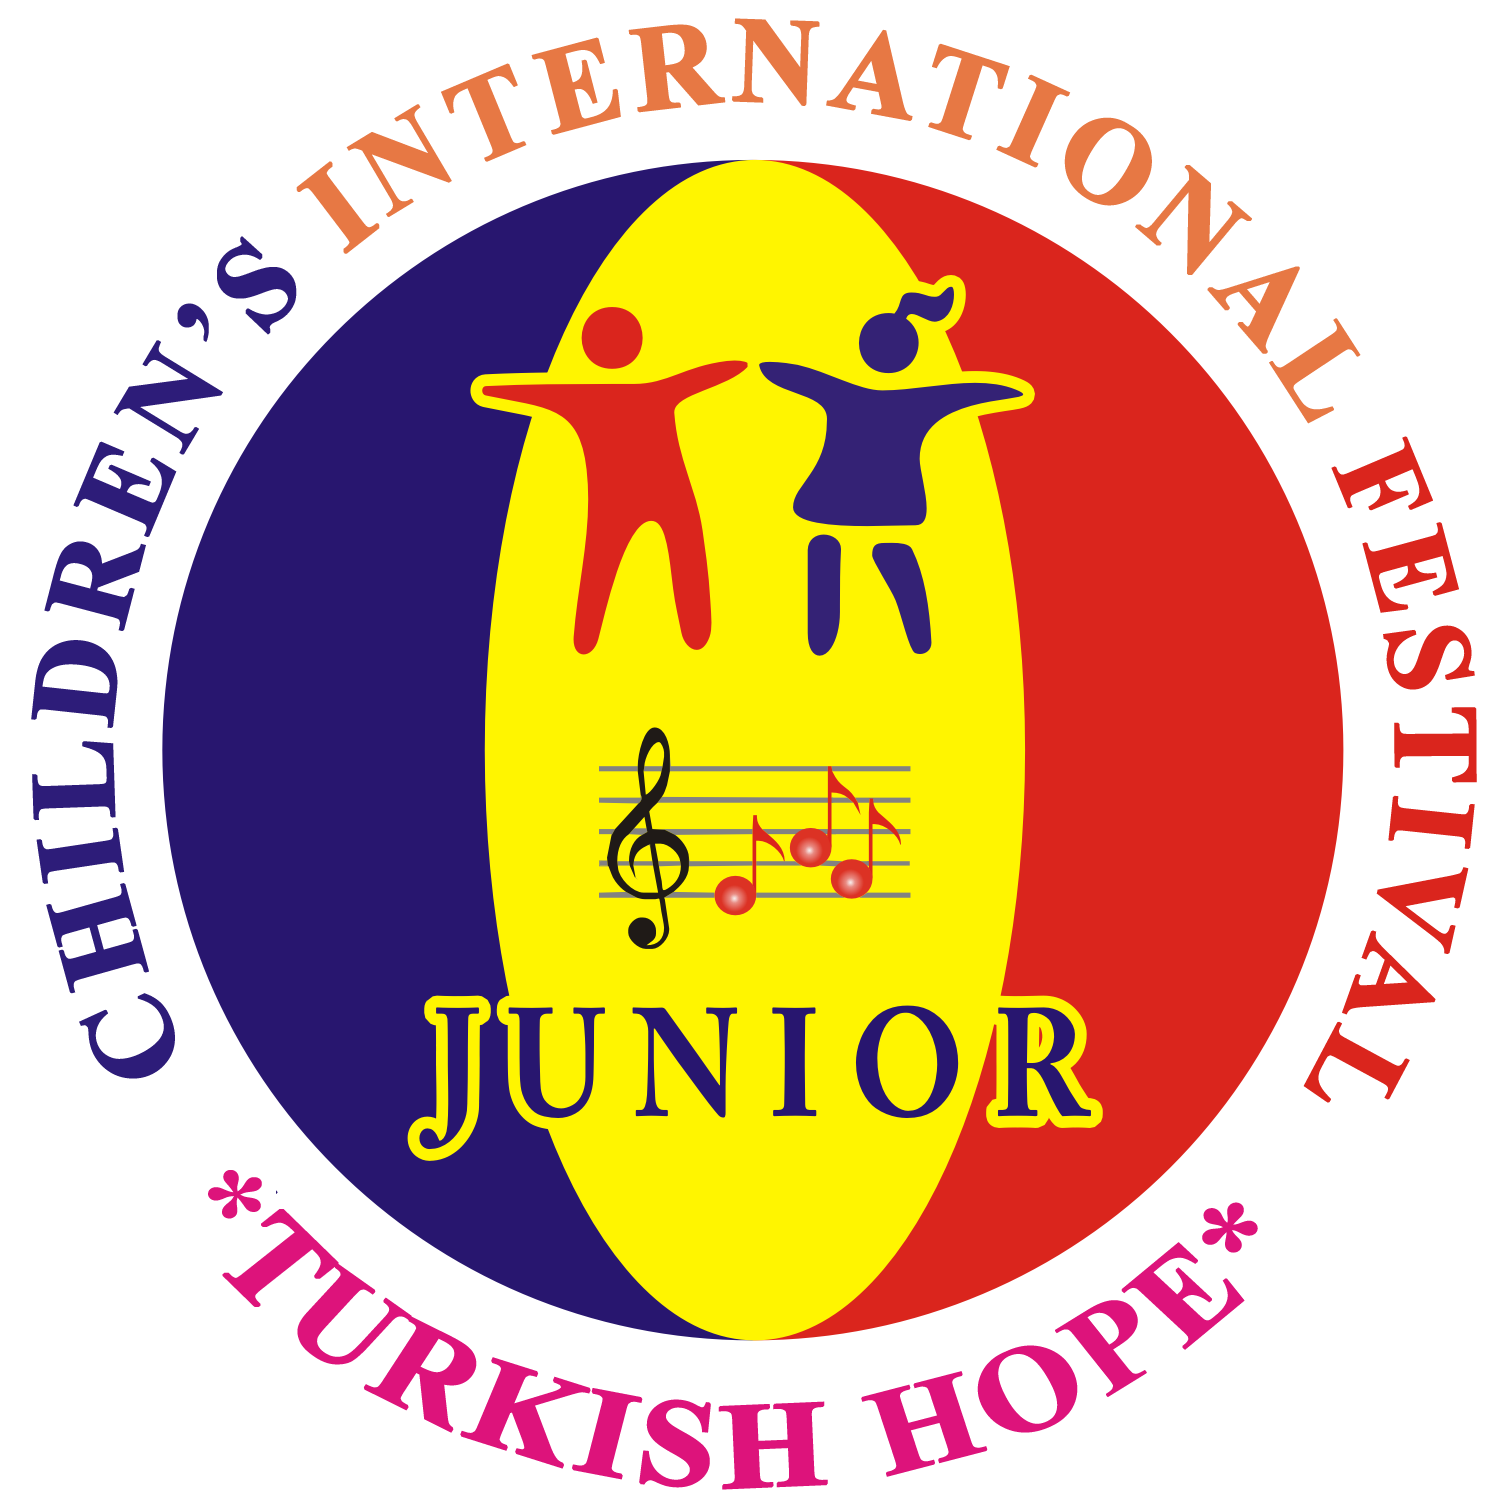 CHILDREN’S INTERNATIONAL FESTIVAL
JUNIOR
*TURKISH HOPE*